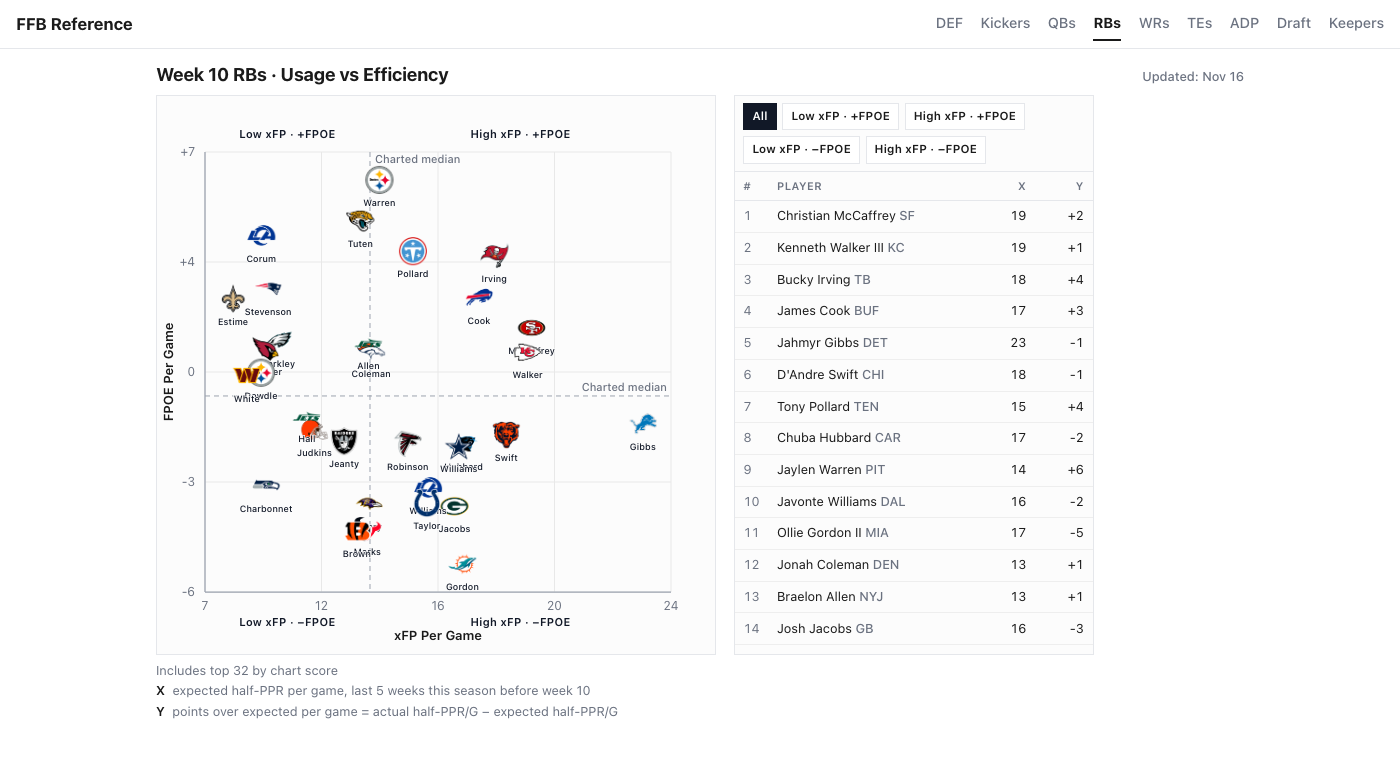 FFB Reference
DEF Kickers QBs RBs WRs TEs ADP Draft Keepers
Week 10 RBs · Usage vs Efficiency
Updated: Nov 16
Low xFP · +FPOE
High xFP · +FPOE
+7
Charted median
Warren
Tuten
Corum
+4
Pollard
Irving
Stevenson
Estime
Cook
Allen
Coleman
Walker
0
Charted median
White
FPOE Per Game
Hall
Judkins
Jeanty
Robinson
Williams
Swift
Gibbs
-3
Charbonnet
Williams
Taylor
Jacobs
Brown
Marks
Gordon
-6
7 12 16 20 24
Low xFP · −FPOE
High xFP · −FPOE
xFP Per Game
All
Low xFP · +FPOE
High xFP · +FPOE
Low xFP · −FPOE
High xFP · −FPOE
# PLAYER X Y
1 Christian McCaffrey SF 19 +2
2 Kenneth Walker III KC 19 +1
3 Bucky Irving TB 18 +4
4 James Cook BUF 17 +3
5 Jahmyr Gibbs DET 23 -1
6 D'Andre Swift CHI 18 -1
7 Tony Pollard TEN 15 +4
8 Chuba Hubbard CAR 17 -2
9 Jaylen Warren PIT 14 +6
10 Javonte Williams DAL 16 -2
11 Ollie Gordon II MIA 17 -5
12 Jonah Coleman DEN 13 +1
13 Braelon Allen NYJ 13 +1
14 Josh Jacobs GB 16 -3
Includes top 32 by chart score
X expected half-PPR per game, last 5 weeks this season before week 10
Y points over expected per game = actual half-PPR/G − expected half-PPR/G